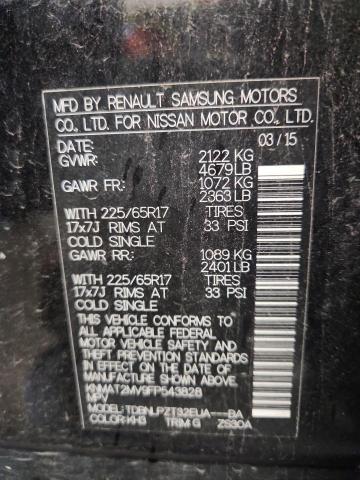 MFD BY RENAULT SAMSUNG MOTORS
CO., LTD. FOR NISSAN MOTOR CO., LTD.
DATE: 03/15
GVWR: 2122 KG
4679 LB
GAWR FR: 1072 KG
2363 LB
WITH 225/65R17 TIRES
17x7J RIMS AT 33 PSI
COLD SINGLE
GAWR RR: 1089 KG
2401 LB
WITH 225/65R17 TIRES
17x7J RIMS AT 33 PSI
COLD SINGLE
THIS VEHICLE CONFORMS TO
ALL APPLICABLE FEDERAL
MOTOR VEHICLE SAFETY AND
THEFT PREVENTION STANDARDS
IN EFFECT ON THE DATE OF
MANUFACTURE SHOWN ABOVE.
KNMAT2MV9FP543828
MPV
MODEL: TDBNLPZT32EUA----BA
COLOR: KH3 TRIM: G ZS30A